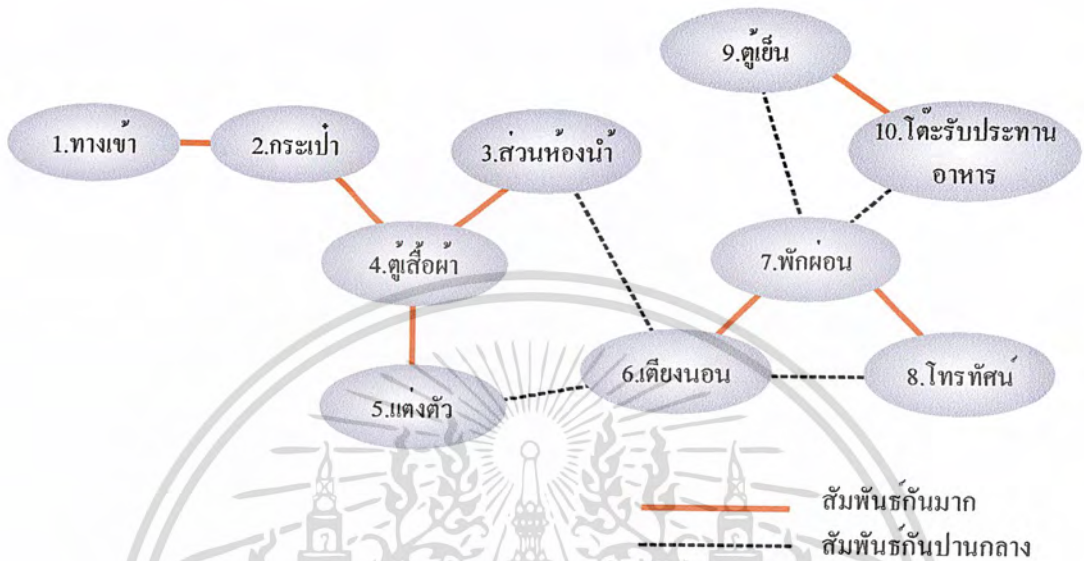 9.ตู้เย็น
1.ทางเข้า
2.กระเป๋า
3.ส่วนห้องน้ำ
10.โต๊ะรับประทาน
อาหาร
4.ตู้เสื้อผ้า
7.พักผ่อน
5.แต่งตัว
6.เตียงนอน
8.โทรทัศน์
สัมพันธ์กันมาก
สัมพันธ์กันปานกลาง